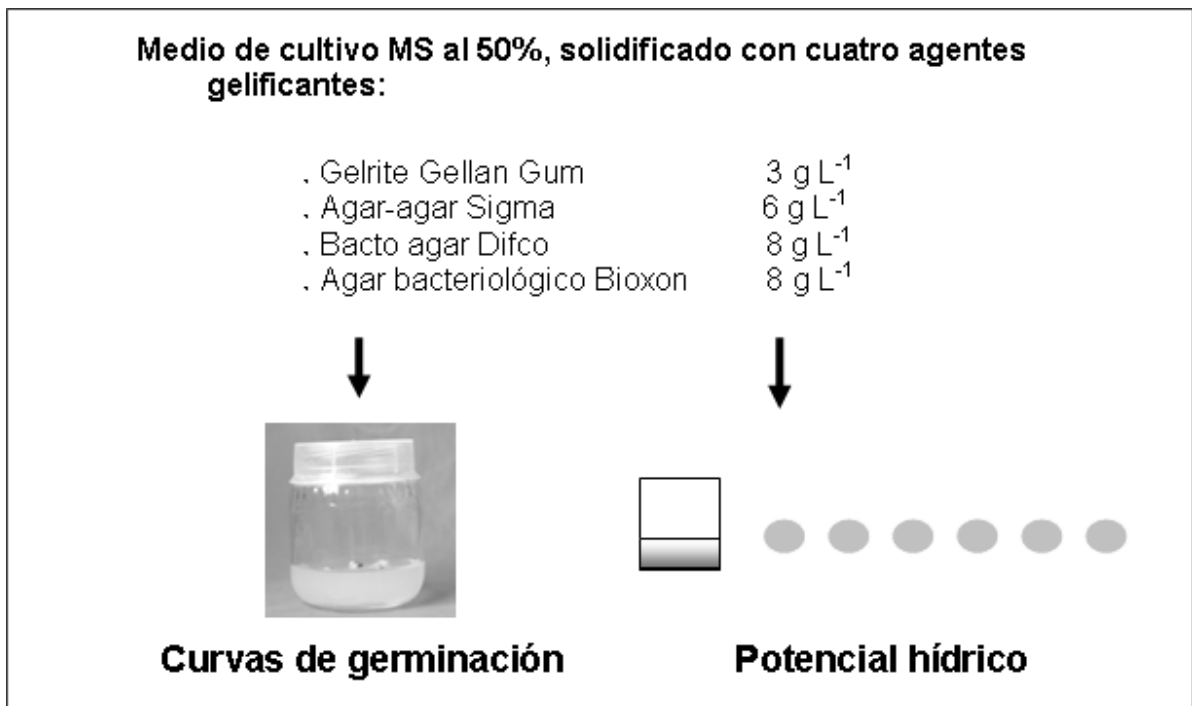 Medio de cultivo MS al 50%, solidificado con cuatro agentes
gelificantes:
. Gelrite Gellan Gum 3 g L⁻¹
. Agar-agar Sigma 6 g L⁻¹
. Bacto agar Difco 8 g L⁻¹
. Agar bacteriológico Bioxon 8 g L⁻¹
Curvas de germinación Potencial hídrico